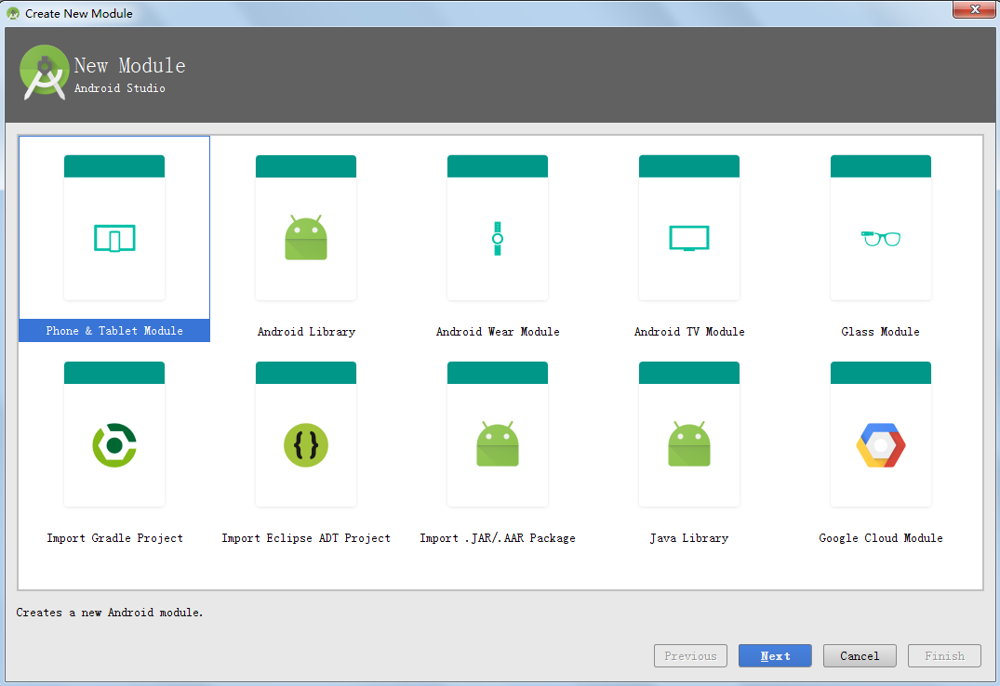 Create New Module
New Module
Android Studio
Phone & Tablet Module
Android Library
Android Wear Module
Android TV Module
Glass Module
Import Gradle Project
Import Eclipse ADT Project
Import .JAR/.AAR Package
Java Library
Google Cloud Module
Creates a new Android module.
Previous
Next
Cancel
Finish